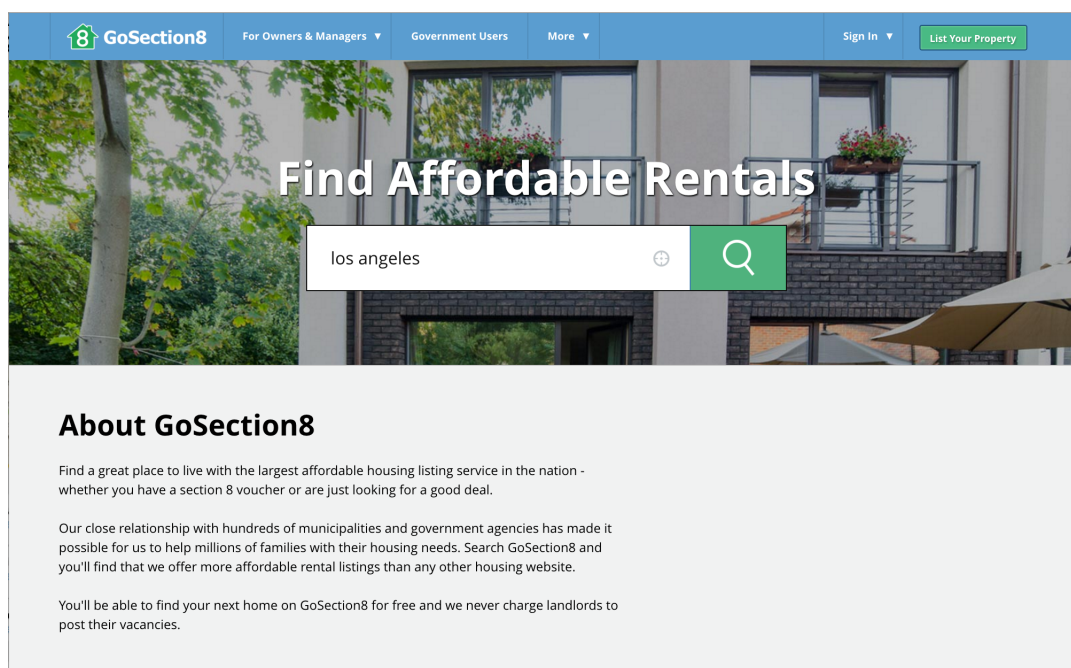 8 GoSection8 For Owners & Managers ▼ Government Users More ▼ Sign In ▼ List Your Property
Find Affordable Rentals
los angeles
About GoSection8
Find a great place to live with the largest affordable housing listing service in the nation -
whether you have a section 8 voucher or are just looking for a good deal.
Our close relationship with hundreds of municipalities and government agencies has made it
possible for us to help millions of families with their housing needs. Search GoSection8 and
you'll find that we offer more affordable rental listings than any other housing website.
You'll be able to find your next home on GoSection8 for free and we never charge landlords to
post their vacancies.